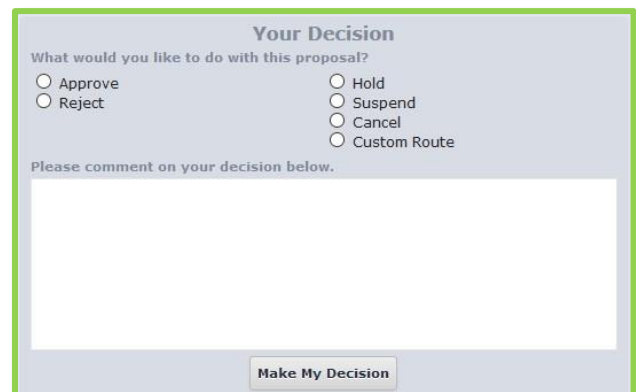 Your Decision
What would you like to do with this proposal?
Approve
Reject
Hold
Suspend
Cancel
Custom Route
Please comment on your decision below.
Make My Decision